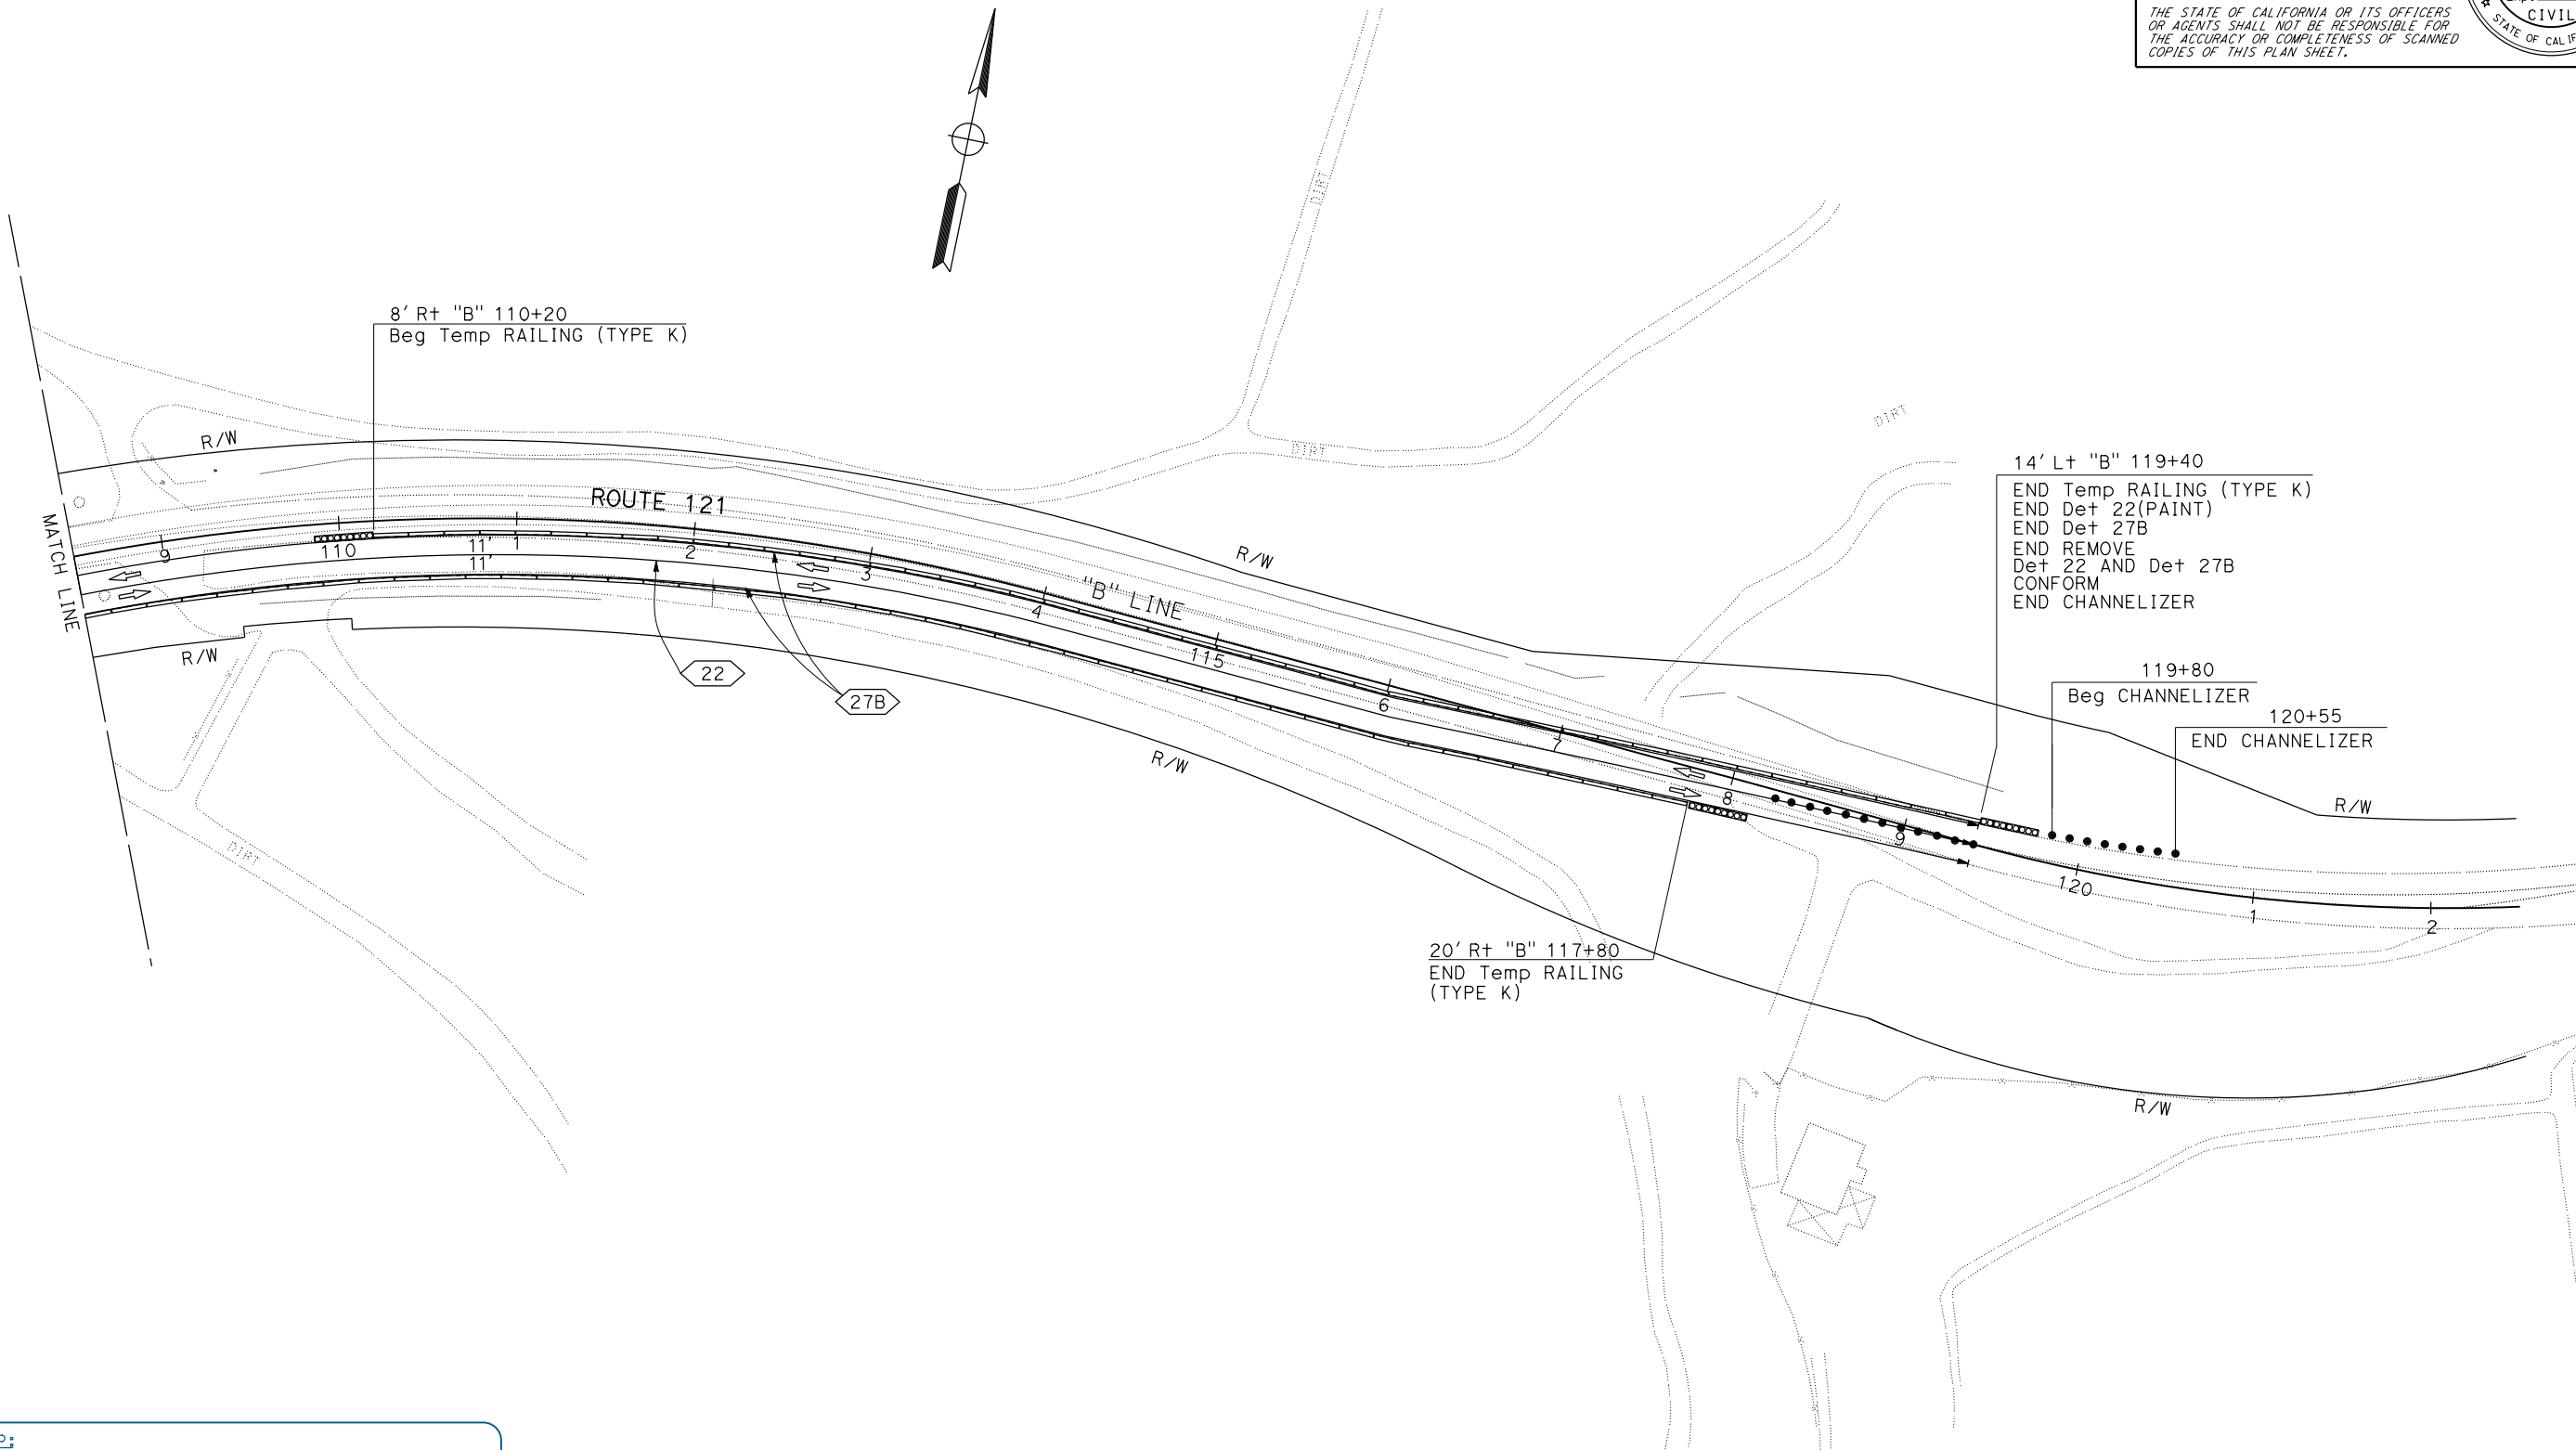 THE STATE OF CALIFORNIA OR ITS OFFICERS
OR AGENTS SHALL NOT BE RESPONSIBLE FOR
THE ACCURACY OR COMPLETENESS OF SCANNED
COPIES OF THIS PLAN SHEET.
CIVIL
STATE OF CALIF
DIRT
8' Rt "B" 110+20
Beg Temp RAILING (TYPE K)
R/W
DIRT
DIRT
14' Lt "B" 119+40
END Temp RAILING (TYPE K)
END Det 22(PAINT)
END Det 27B
END REMOVE
Det 22 AND Det 27B
CONFORM
END CHANNELIZER
ROUTE 121
MATCH LINE
R/W
"B" LINE
9
110
11'
1
11'
2
3
4
115
6
7
8
9
120
1
2
R/W
22
27B
119+80
Beg CHANNELIZER
120+55
END CHANNELIZER
R/W
R/W
DIRT
20' Rt "B" 117+80
END Temp RAILING
(TYPE K)
R/W